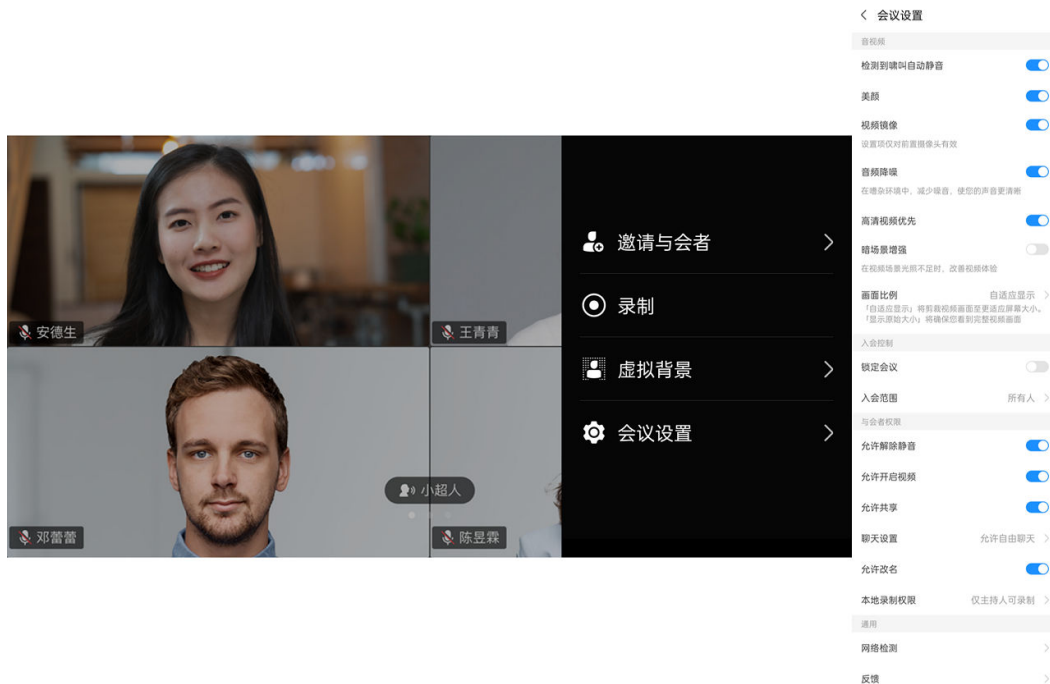 安德生
王青青
邓蕾蕾
小超人
陈昱霖
邀请与会者
录制
虚拟背景
会议设置
会议设置
音视频
检测到啸叫自动静音
美颜
视频镜像
设置项仅对前置摄像头有效
音频降噪
在嘈杂环境中，减少噪音，使您的声音更清晰
高清视频优先
暗场景增强
在视频场景光照不足时，改善视频体验
画面比例 自适应显示
「自适应显示」将剪裁视频画面至更适应屏幕大小。
「显示原始大小」将确保您看到完整视频画面
入会控制
锁定会议
入会范围 所有人
与会者权限
允许解除静音
允许开启视频
允许共享
聊天设置 允许自由聊天
允许改名
本地录制权限 仅主持人可录制
通用
网络检测
反馈